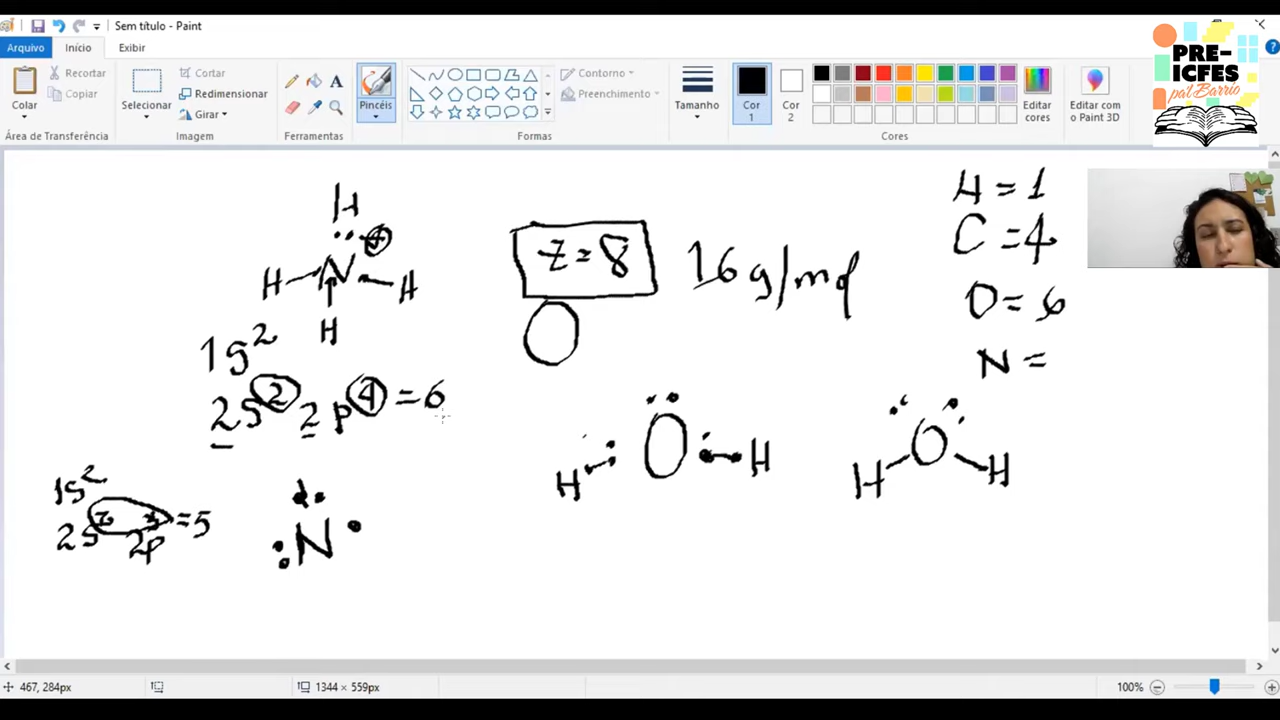 Sem título - Paint
Arquivo
Início
Exibir
Colar
Recortar
Copiar
Área de Transferência
Selecionar
Cortar
Redimensionar
Girar
Imagem
Ferramentas
Pincéis
Contorno
Preenchimento
Formas
Tamanho
Cor 1
Cor 2
Cores
Editar cores
Editar com o Paint 3D
PRE-
ICFES
pa'l Barrio
H
H N H
H
+
z = 8
16 g/mol
O
H = 1
C = 4
O = 6
N =
1s2
2s2 2p4 = 6
1s2
2s2 2p3 = 5
N
H O H
H O H
467, 284px
1344 × 559px
100%